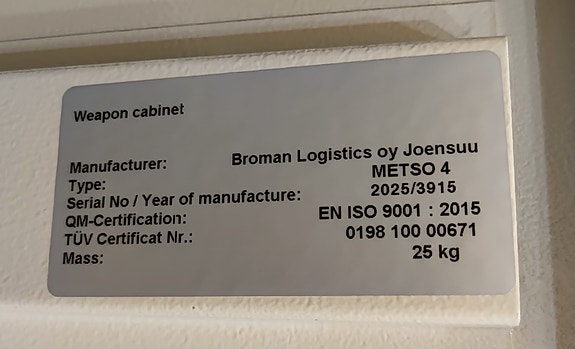 Weapon cabinet
Manufacturer: Broman Logistics oy Joensuu
Type: METSO 4
Serial No / Year of manufacture: 2025/3915
QM-Certification: EN ISO 9001 : 2015
TÜV Certificat Nr.: 0198 100 00671
Mass: 25 kg